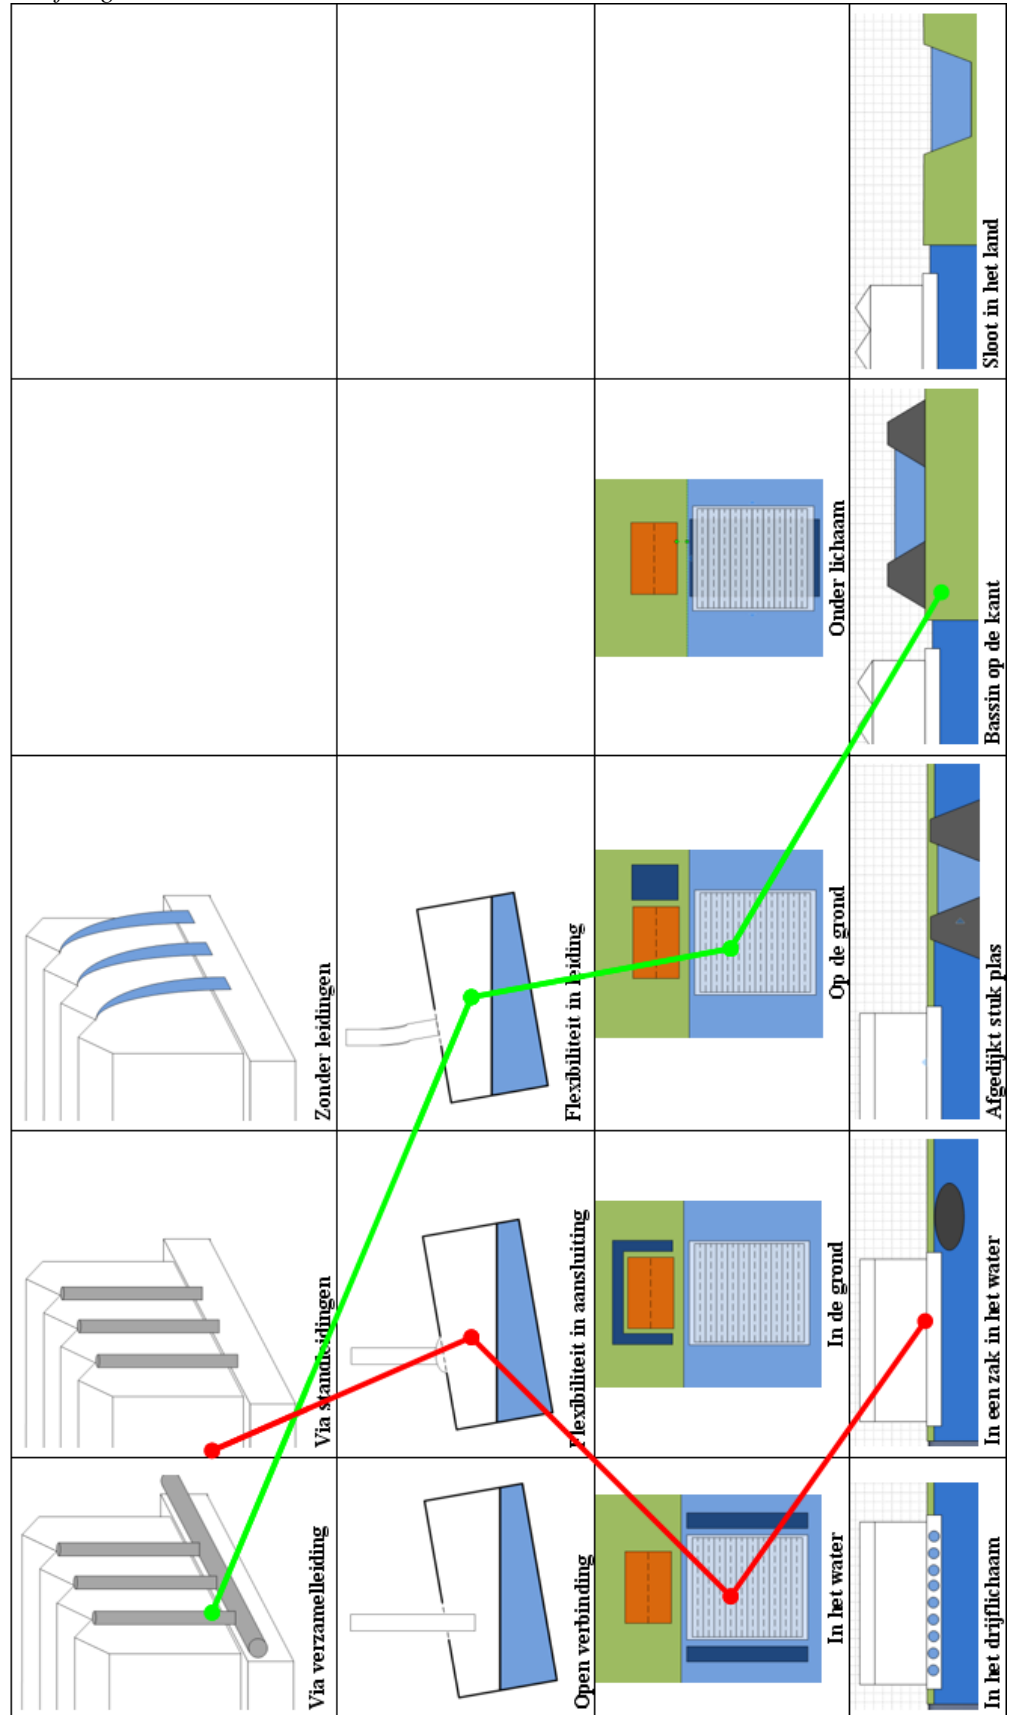 Via verzamelleiding
Via standleidingen
Zonder leidingen
Open verbinding
Flexibiliteit in aansluiting
Flexibiliteit in leiding
In het water
In de grond
Op de grond
Onder lichaam
In het drijflichaam
In een zak in het water
Afgedijkt stuk plas
Bassin op de kant
Sloot in het land